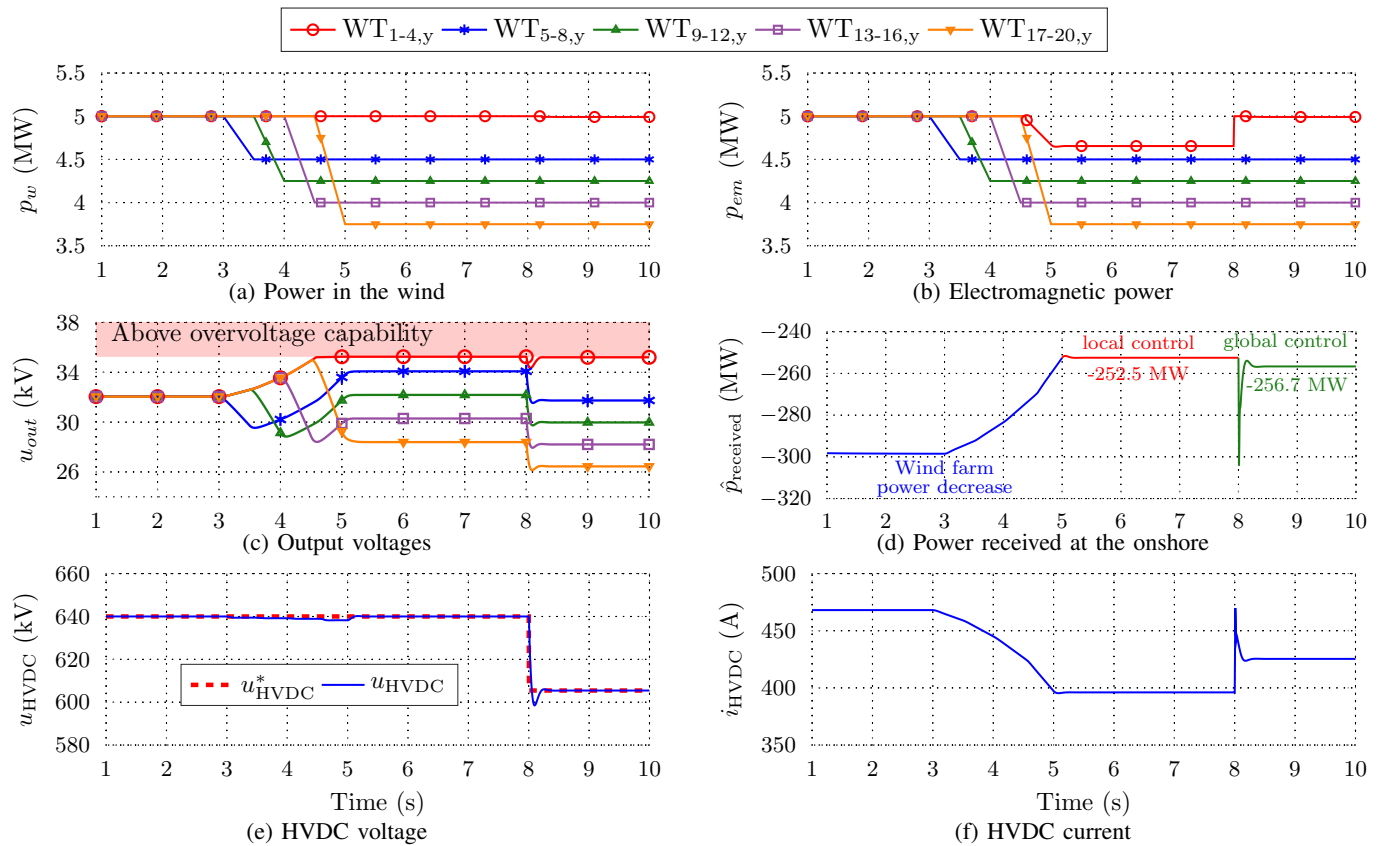 WT1-4,y WT5-8,y WT9-12,y WT13-16,y WT17-20,y
5.5
5
4.5
4
3.5
pw (MW)
1 2 3 4 5 6 7 8 9 10
(a) Power in the wind
5.5
5
4.5
4
3.5
pem (MW)
1 2 3 4 5 6 7 8 9 10
(b) Electromagnetic power
38
34
30
26
uout (kV)
Above overvoltage capability
1 2 3 4 5 6 7 8 9 10
(c) Output voltages
−240
−260
−280
−300
−320
p̂received (MW)
local control
-252.5 MW
global control
-256.7 MW
Wind farm
power decrease
1 2 3 4 5 6 7 8 9 10
(d) Power received at the onshore
660
640
620
600
580
uHVDC (kV)
u*HVDC uHVDC
1 2 3 4 5 6 7 8 9 10
Time (s)
(e) HVDC voltage
500
450
400
350
iHVDC (A)
1 2 3 4 5 6 7 8 9 10
Time (s)
(f) HVDC current